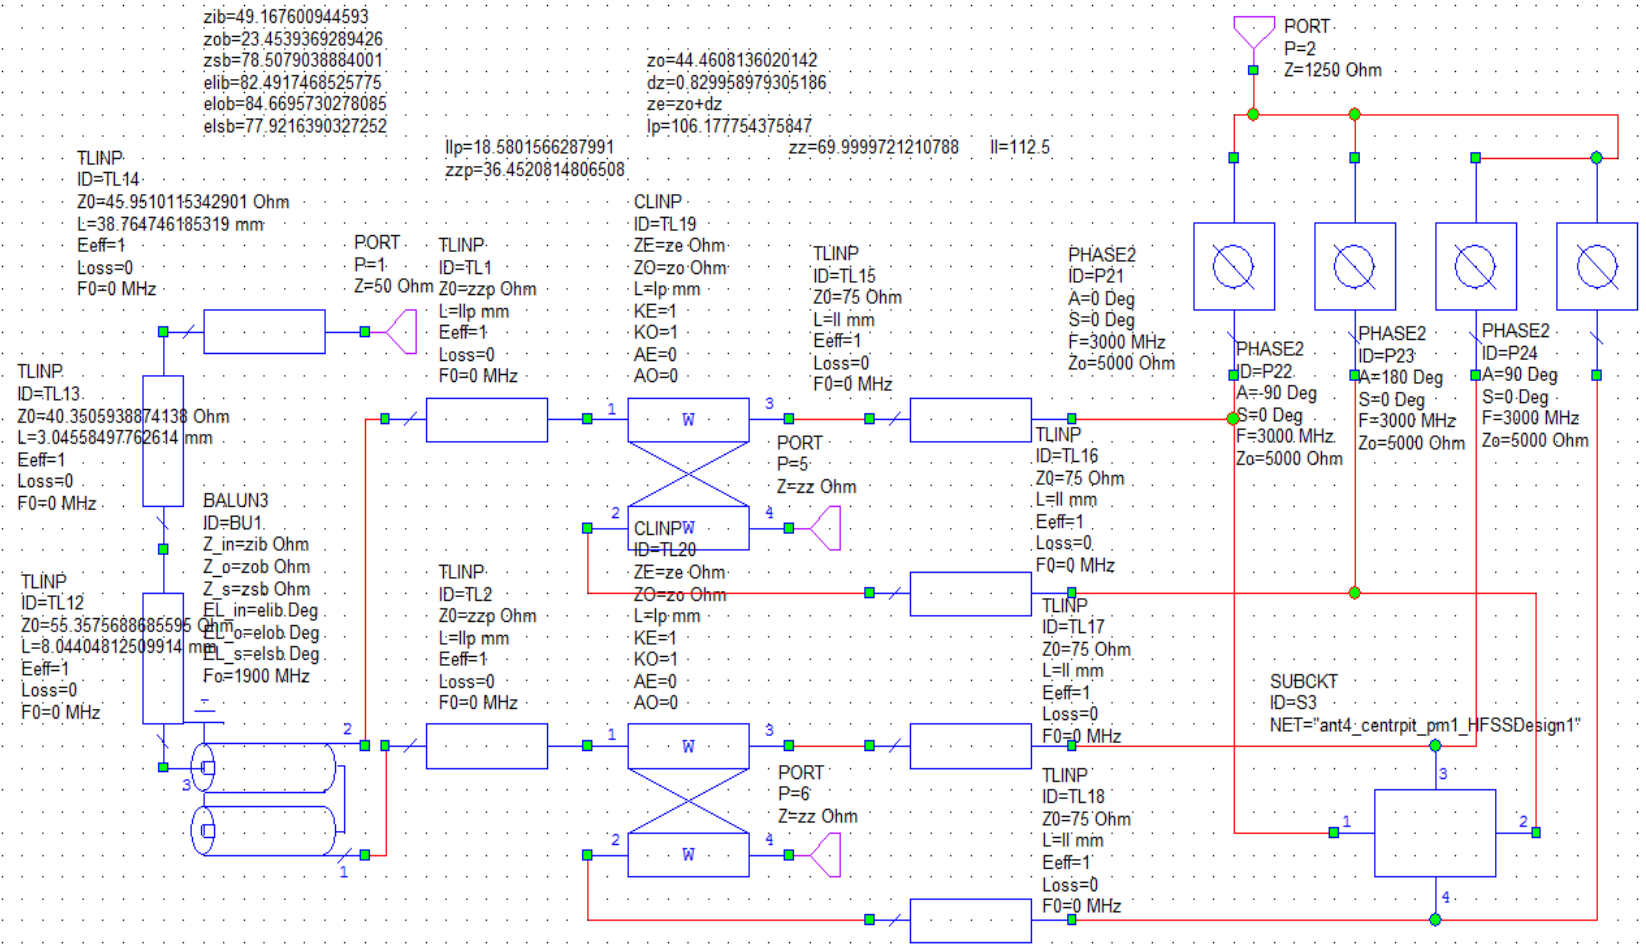 zib=49.167600944593
zob=23.4539369289426
zsb=78.5079038884001
elib=82.4917468525775
elob=84.6695730278085
elsb=77.9216390327252
zo=44.4608136020142
dz=0.829958979305186
ze=zo+dz
lp=106.177754375847
llp=18.5801566287991
zzp=36.4520814806508
zz=69.9999721210788
ll=112.5
PORT
P=2
Z=1250 Ohm
TLINP
ID=TL14
Z0=45.9510115342901 Ohm
L=38.764746185319 mm
Eeff=1
Loss=0
F0=0 MHz
PORT
P=1
Z=50 Ohm
TLINP
ID=TL1
Z0=zzp Ohm
L=llp mm
Eeff=1
Loss=0
F0=0 MHz
CLINP
ID=TL19
ZE=ze Ohm
ZO=zo Ohm
L=lp mm
KE=1
KO=1
AE=0
AO=0
TLINP
ID=TL15
Z0=75 Ohm
L=ll mm
Eeff=1
Loss=0
F0=0 MHz
PHASE2
ID=P21
A=0 Deg
S=0 Deg
F=3000 MHz
Zo=5000 Ohm
PHASE2
ID=P22
A=-90 Deg
S=0 Deg
F=3000 MHz
Zo=5000 Ohm
PHASE2
ID=P23
A=180 Deg
S=0 Deg
F=3000 MHz
Zo=5000 Ohm
PHASE2
ID=P24
A=90 Deg
S=0 Deg
F=3000 MHz
Zo=5000 Ohm
TLINP
ID=TL13
Z0=40.3505938874138 Ohm
L=3.04558497762614 mm
Eeff=1
Loss=0
F0=0 MHz
1
W
3
2
W
4
PORT
P=5
Z=zz Ohm
TLINP
ID=TL16
Z0=75 Ohm
L=ll mm
Eeff=1
Loss=0
F0=0 MHz
BALUN3
ID=BU1
Z_in=zib Ohm
Z_o=zob Ohm
Z_s=zsb Ohm
EL_in=elib Deg
EL_o=elob Deg
EL_s=elsb Deg
Fo=1900 MHz
TLINP
ID=TL12
Z0=55.3575688685595 Ohm
L=8.04404812509914 mm
Eeff=1
Loss=0
F0=0 MHz
TLINP
ID=TL2
Z0=zzp Ohm
L=llp mm
Eeff=1
Loss=0
F0=0 MHz
CLINP
ID=TL20
ZE=ze Ohm
ZO=zo Ohm
L=lp mm
KE=1
KO=1
AE=0
AO=0
TLINP
ID=TL17
Z0=75 Ohm
L=ll mm
Eeff=1
Loss=0
F0=0 MHz
SUBCKT
ID=S3
NET="ant4_centrpit_pm1_HFSSDesign1"
2
3
1
1
W
3
2
W
4
PORT
P=6
Z=zz Ohm
TLINP
ID=TL18
Z0=75 Ohm
L=ll mm
Eeff=1
Loss=0
F0=0 MHz
3
1
2
4